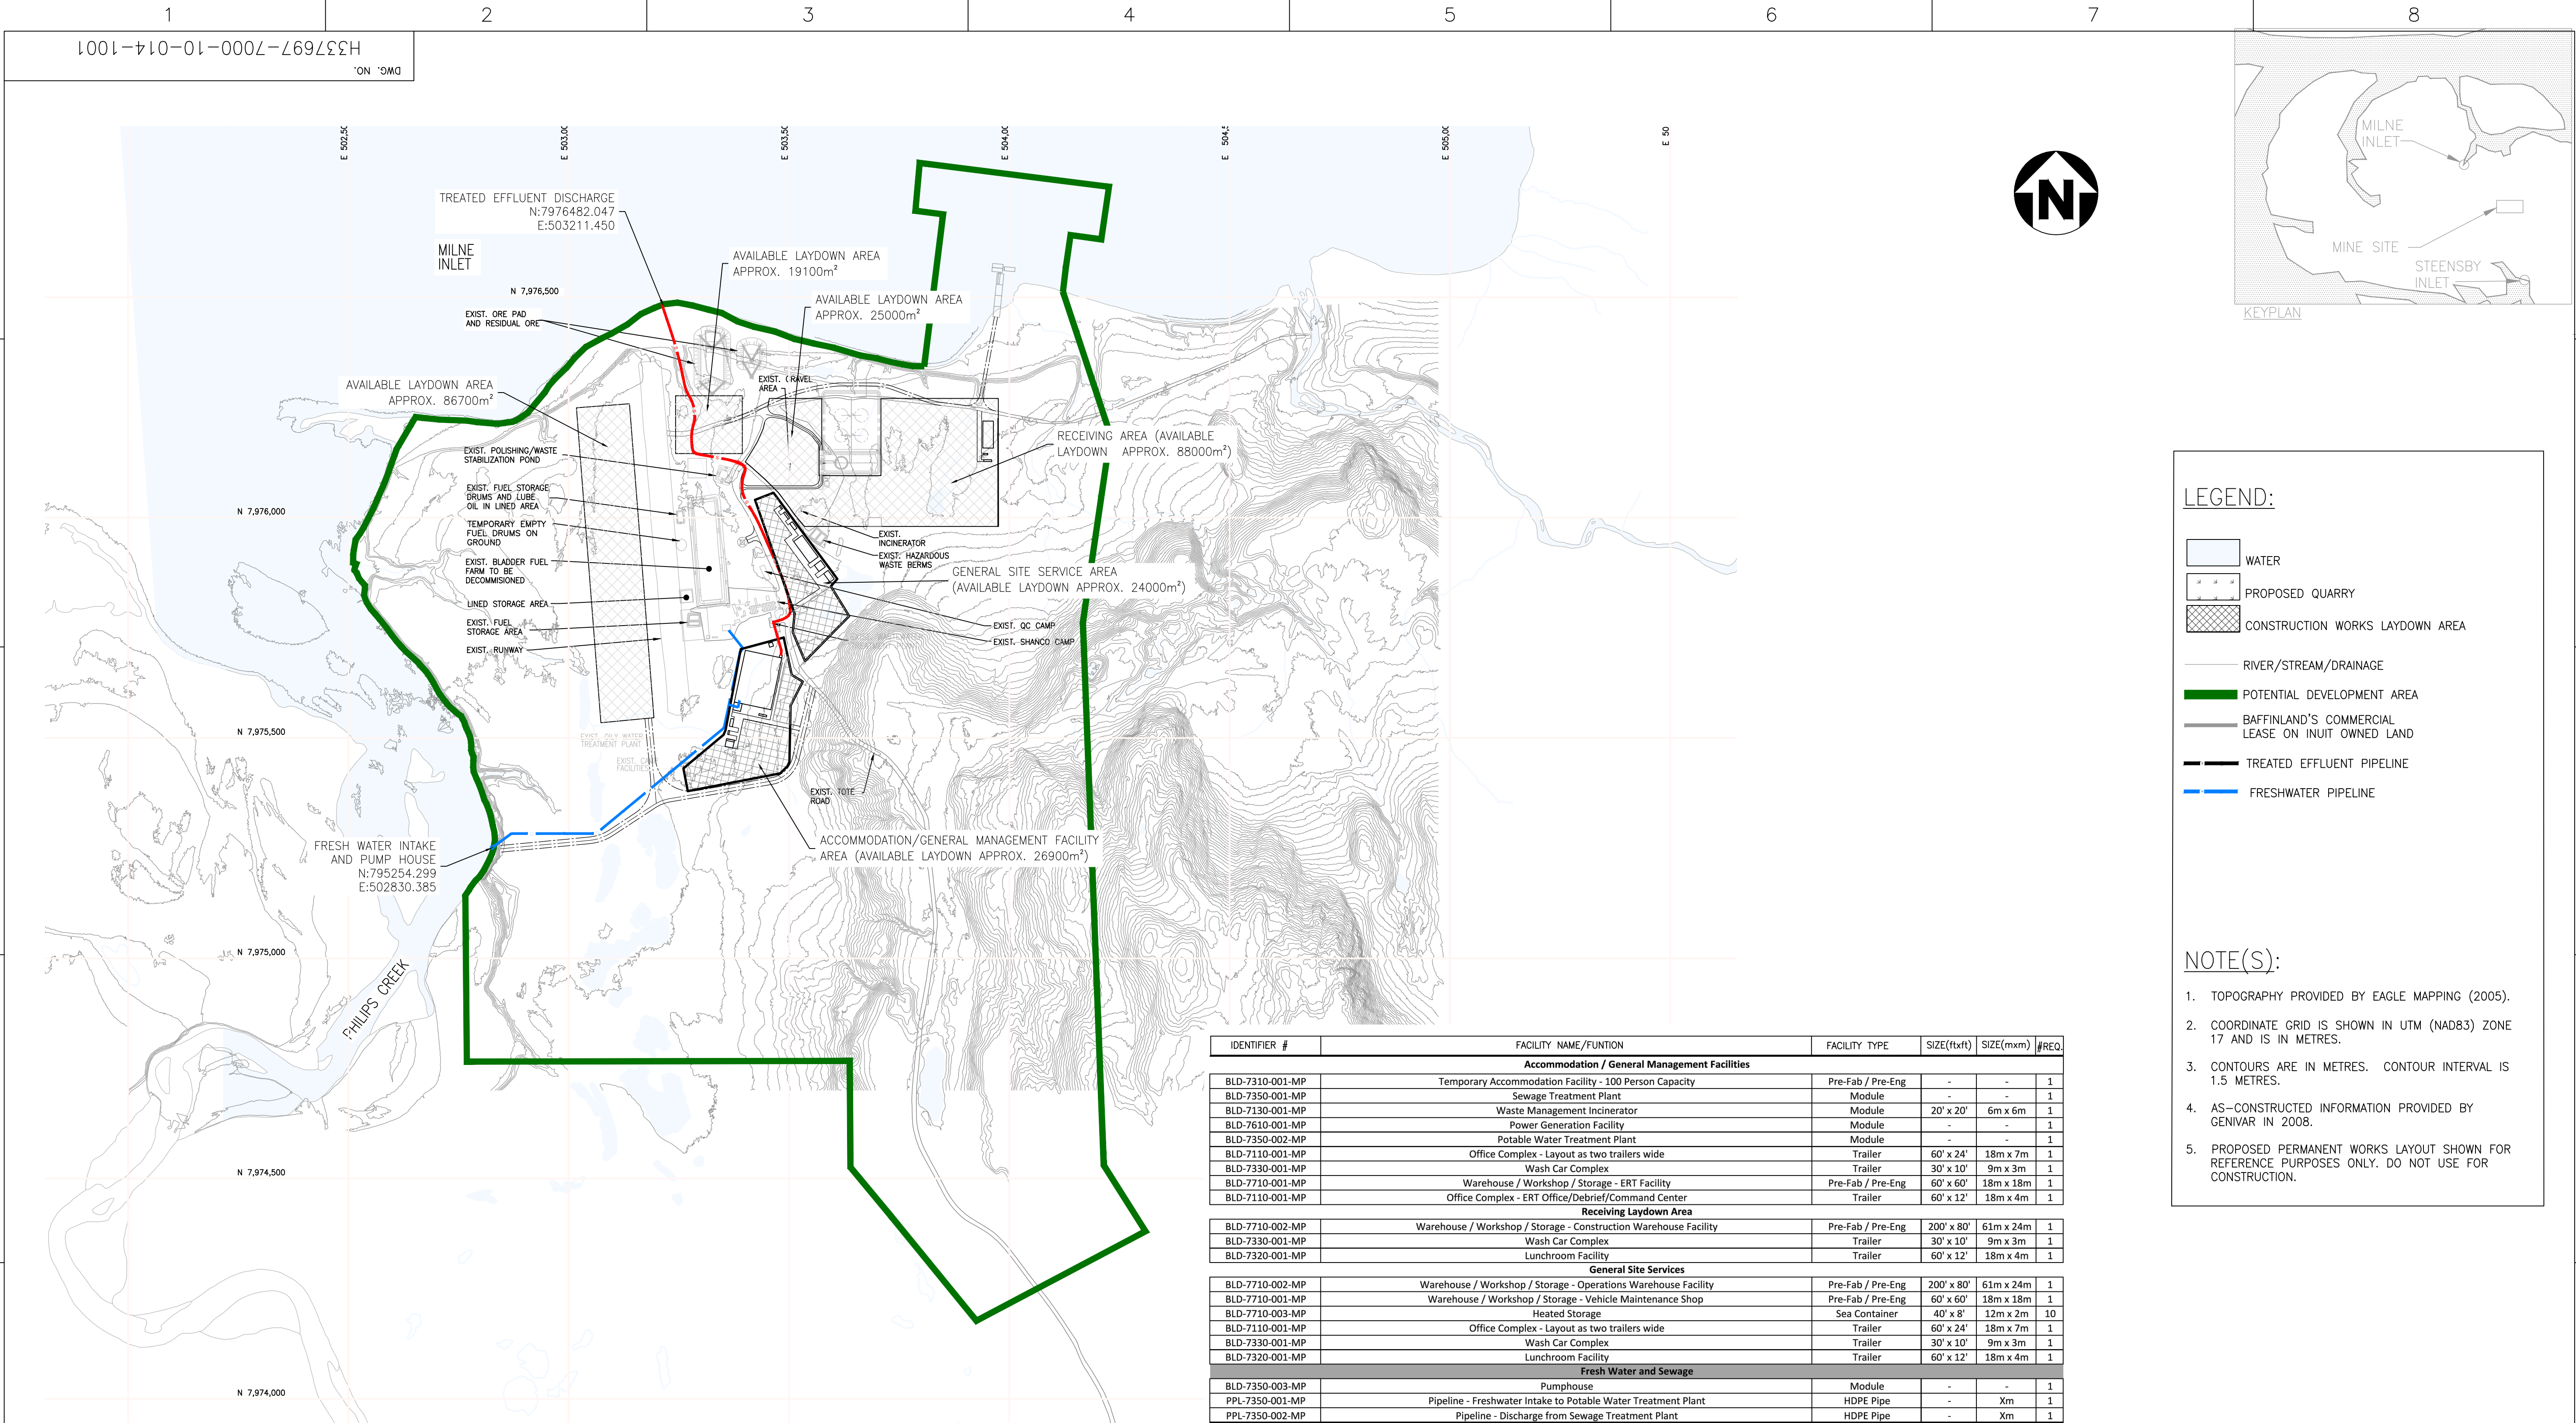 1 2 3 4 5 6 7 8
H337697-7000-10-014-1001
DWG. NO.
E 502,50
E 503,00
E 503,50
E 504,00
E 504,5
E 505,00
E 50
TREATED EFFLUENT DISCHARGE
N:7976482.047
E:503211.450
MILNE
INLET
N 7,976,500
AVAILABLE LAYDOWN AREA
APPROX. 19100m²
AVAILABLE LAYDOWN AREA
APPROX. 25000m²
EXIST. ORE PAD
AND RESIDUAL ORE
EXIST. GRAVEL
AREA
AVAILABLE LAYDOWN AREA
APPROX. 86700m²
RECEIVING AREA (AVAILABLE
LAYDOWN APPROX. 88000m²)
EXIST. POLISHING/WASTE
STABILIZATION POND
EXIST. FUEL STORAGE
DRUMS AND LUBE
OIL IN LINED AREA
N 7,976,000
TEMPORARY EMPTY
FUEL DRUMS ON
GROUND
EXIST.
INCINERATOR
EXIST. HAZARDOUS
WASTE BERMS
EXIST. BLADDER FUEL
FARM TO BE
DECOMMISIONED
GENERAL SITE SERVICE AREA
(AVAILABLE LAYDOWN APPROX. 24000m²)
LINED STORAGE AREA
EXIST. FUEL
STORAGE AREA
EXIST. QC CAMP
EXIST. SHANCO CAMP
EXIST. RUNWAY
N 7,975,500
EXIST. OILY WATER
TREATMENT PLANT
EXIST. CAMP
FACILITIES
EXIST. TOTE
ROAD
FRESH WATER INTAKE
AND PUMP HOUSE
N:795254.299
E:502830.385
ACCOMMODATION/GENERAL MANAGEMENT FACILITY
AREA (AVAILABLE LAYDOWN APPROX. 26900m²)
N 7,975,000
PHILIPS CREEK
N 7,974,500
N 7,974,000
MILNE
INLET
MINE SITE
STEENSBY
INLET
KEYPLAN
LEGEND:
WATER
PROPOSED QUARRY
CONSTRUCTION WORKS LAYDOWN AREA
RIVER/STREAM/DRAINAGE
POTENTIAL DEVELOPMENT AREA
BAFFINLAND'S COMMERCIAL
LEASE ON INUIT OWNED LAND
TREATED EFFLUENT PIPELINE
FRESHWATER PIPELINE
NOTE(S):
1. TOPOGRAPHY PROVIDED BY EAGLE MAPPING (2005).
2. COORDINATE GRID IS SHOWN IN UTM (NAD83) ZONE
17 AND IS IN METRES.
3. CONTOURS ARE IN METRES. CONTOUR INTERVAL IS
1.5 METRES.
4. AS-CONSTRUCTED INFORMATION PROVIDED BY
GENIVAR IN 2008.
5. PROPOSED PERMANENT WORKS LAYOUT SHOWN FOR
REFERENCE PURPOSES ONLY. DO NOT USE FOR
CONSTRUCTION.
N
IDENTIFIER # FACILITY NAME/FUNTION FACILITY TYPE SIZE(ftxft) SIZE(mxm) #REQ.
Accommodation / General Management Facilities
BLD-7310-001-MP Temporary Accommodation Facility - 100 Person Capacity Pre-Fab / Pre-Eng - - 1
BLD-7350-001-MP Sewage Treatment Plant Module - - 1
BLD-7130-001-MP Waste Management Incinerator Module 20' x 20' 6m x 6m 1
BLD-7610-001-MP Power Generation Facility Module - - 1
BLD-7350-002-MP Potable Water Treatment Plant Module - - 1
BLD-7110-001-MP Office Complex - Layout as two trailers wide Trailer 60' x 24' 18m x 7m 1
BLD-7330-001-MP Wash Car Complex Trailer 30' x 10' 9m x 3m 1
BLD-7710-001-MP Warehouse / Workshop / Storage - ERT Facility Pre-Fab / Pre-Eng 60' x 60' 18m x 18m 1
BLD-7110-001-MP Office Complex - ERT Office/Debrief/Command Center Trailer 60' x 12' 18m x 4m 1
Receiving Laydown Area
BLD-7710-002-MP Warehouse / Workshop / Storage - Construction Warehouse Facility Pre-Fab / Pre-Eng 200' x 80' 61m x 24m 1
BLD-7330-001-MP Wash Car Complex Trailer 30' x 10' 9m x 3m 1
BLD-7320-001-MP Lunchroom Facility Trailer 60' x 12' 18m x 4m 1
General Site Services
BLD-7710-002-MP Warehouse / Workshop / Storage - Operations Warehouse Facility Pre-Fab / Pre-Eng 200' x 80' 61m x 24m 1
BLD-7710-001-MP Warehouse / Workshop / Storage - Vehicle Maintenance Shop Pre-Fab / Pre-Eng 60' x 60' 18m x 18m 1
BLD-7710-003-MP Heated Storage Sea Container 40' x 8' 12m x 2m 10
BLD-7110-001-MP Office Complex - Layout as two trailers wide Trailer 60' x 24' 18m x 7m 1
BLD-7330-001-MP Wash Car Complex Trailer 30' x 10' 9m x 3m 1
BLD-7320-001-MP Lunchroom Facility Trailer 60' x 12' 18m x 4m 1
Fresh Water and Sewage
BLD-7350-003-MP Pumphouse Module - - 1
PPL-7350-001-MP Pipeline - Freshwater Intake to Potable Water Treatment Plant HDPE Pipe - Xm 1
PPL-7350-002-MP Pipeline - Discharge from Sewage Treatment Plant HDPE Pipe - Xm 1